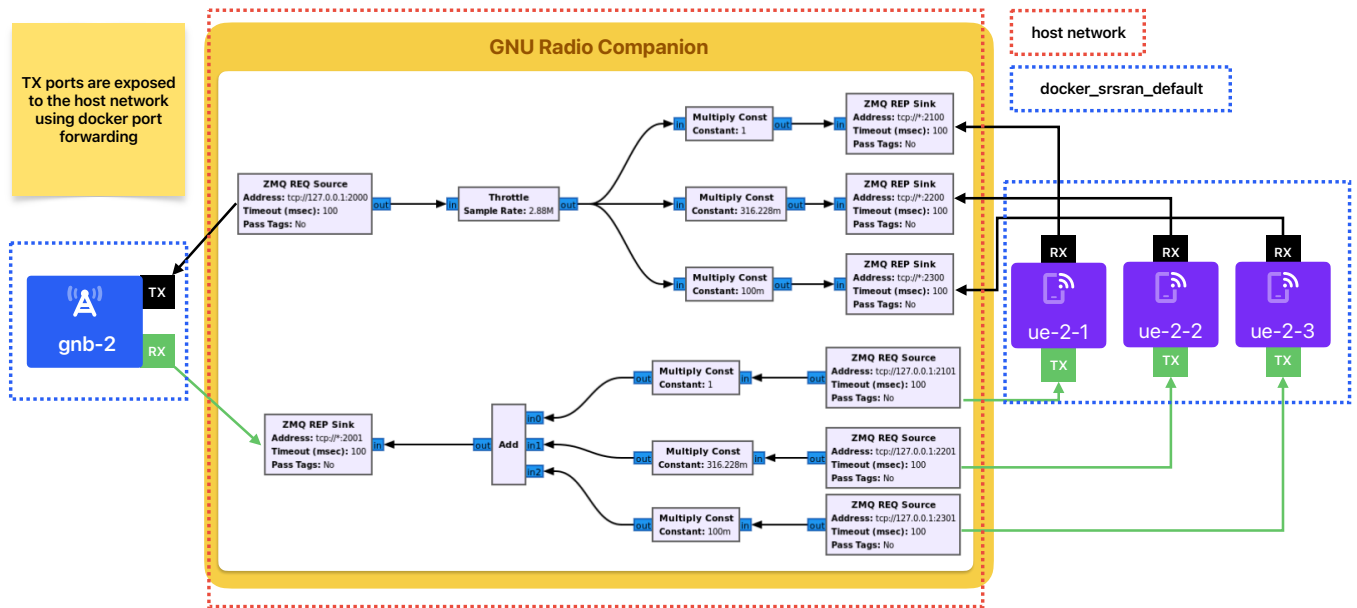 TX ports are exposed
to the host network
using docker port
forwarding
GNU Radio Companion
host network
docker_srsran_default
ZMQ REQ Source
Address: tcp://127.0.0.1:2000
Timeout (msec): 100
Pass Tags: No
out
in
Throttle
Sample Rate: 2.88M
out
in
Multiply Const
Constant: 1
out
in
ZMQ REP Sink
Address: tcp://*:2100
Timeout (msec): 100
Pass Tags: No
in
Multiply Const
Constant: 316.228m
out
in
ZMQ REP Sink
Address: tcp://*:2200
Timeout (msec): 100
Pass Tags: No
in
Multiply Const
Constant: 100m
out
in
ZMQ REP Sink
Address: tcp://*:2300
Timeout (msec): 100
Pass Tags: No
gnb-2
TX
RX
RX
ue-2-1
TX
RX
ue-2-2
TX
RX
ue-2-3
TX
ZMQ REP Sink
Address: tcp://*:2001
Timeout (msec): 100
Pass Tags: No
in
out
Add
in0
in1
in2
out
Multiply Const
Constant: 1
in
out
ZMQ REQ Source
Address: tcp://127.0.0.1:2101
Timeout (msec): 100
Pass Tags: No
out
Multiply Const
Constant: 316.228m
in
out
ZMQ REQ Source
Address: tcp://127.0.0.1:2201
Timeout (msec): 100
Pass Tags: No
out
Multiply Const
Constant: 100m
in
out
ZMQ REQ Source
Address: tcp://127.0.0.1:2301
Timeout (msec): 100
Pass Tags: No